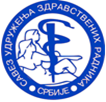 САВЕЗ УДРУЖЕЊА ЗДРАВСТВЕНИХ РАДНИКА
СРБИЈЕ